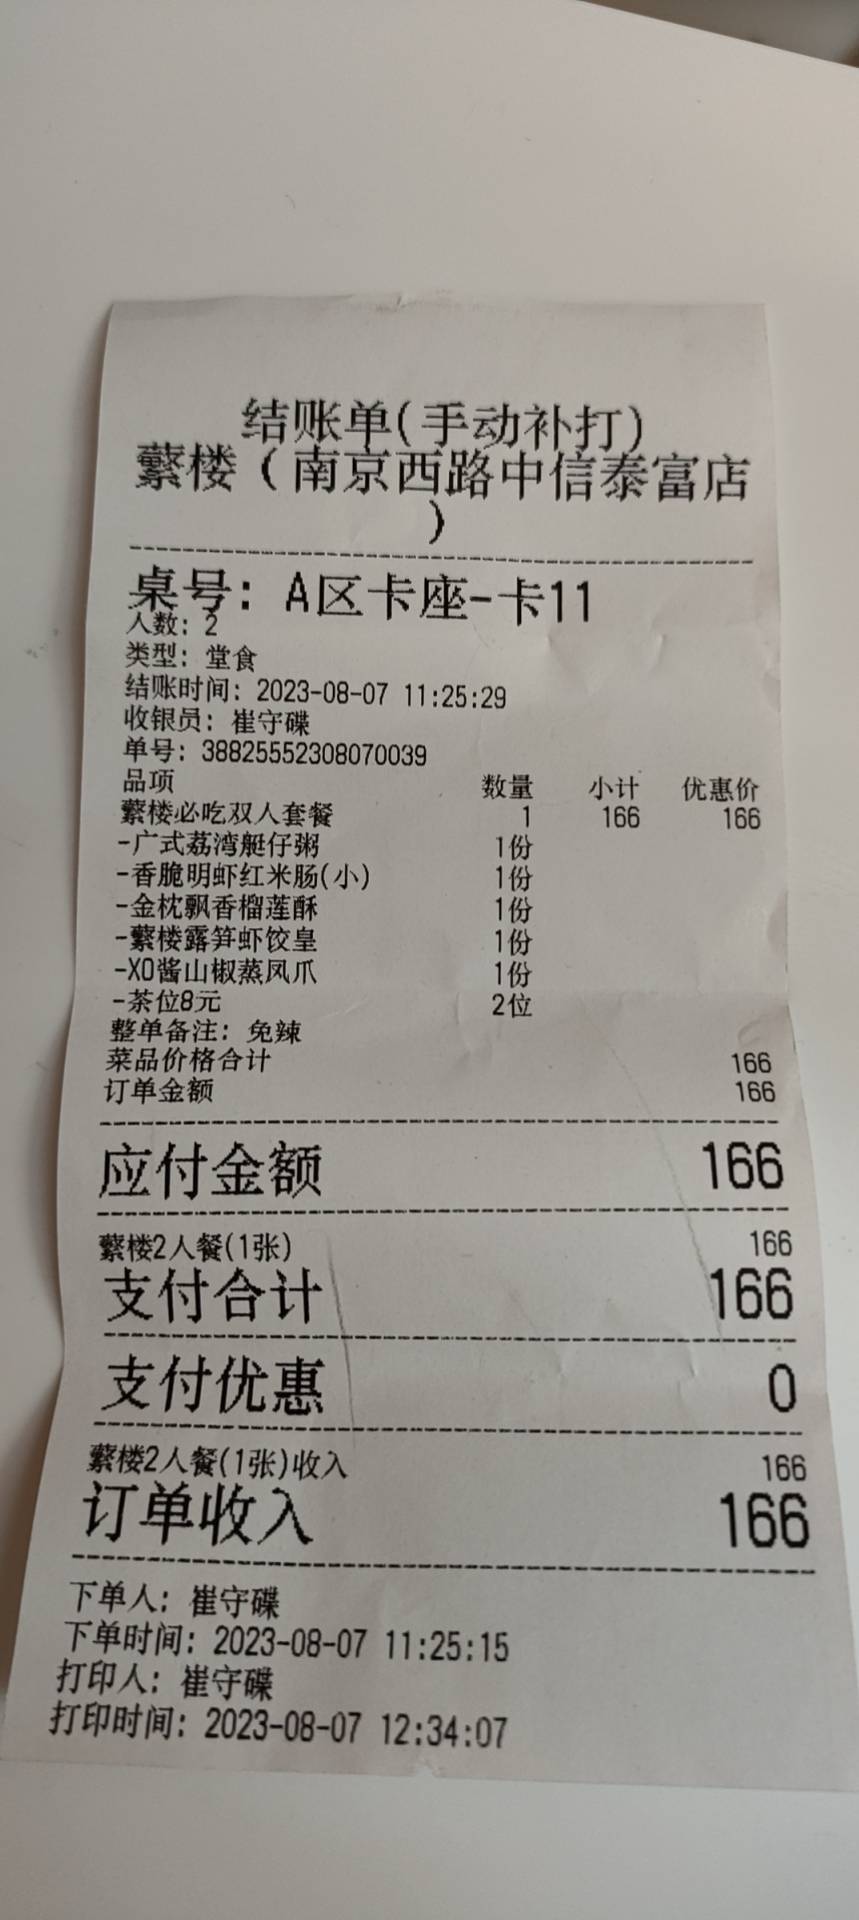 结账单(手动补打)
蘩楼（南京西路中信泰富店
）
桌号: A区卡座-卡11
人数: 2
类型: 堂食
结账时间: 2023-08-07 11:25:29
收银员: 崔守碟
单号: 38825552308070039
品项 数量 小计 优惠价
蘩楼必吃双人套餐 1 166 166
-广式荔湾艇仔粥 1份
-香脆明虾红米肠(小) 1份
-金枕飘香榴莲酥 1份
-蘩楼露笋虾饺皇 1份
-XO酱山椒蒸凤爪 1份
-茶位8元 2位
整单备注: 免辣
菜品价格合计 166
订单金额 166
应付金额 166
蘩楼2人餐(1张) 166
支付合计 166
支付优惠 0
蘩楼2人餐(1张)收入 166
订单收入 166
下单人: 崔守碟
下单时间: 2023-08-07 11:25:15
打印人: 崔守碟
打印时间: 2023-08-07 12:34:07